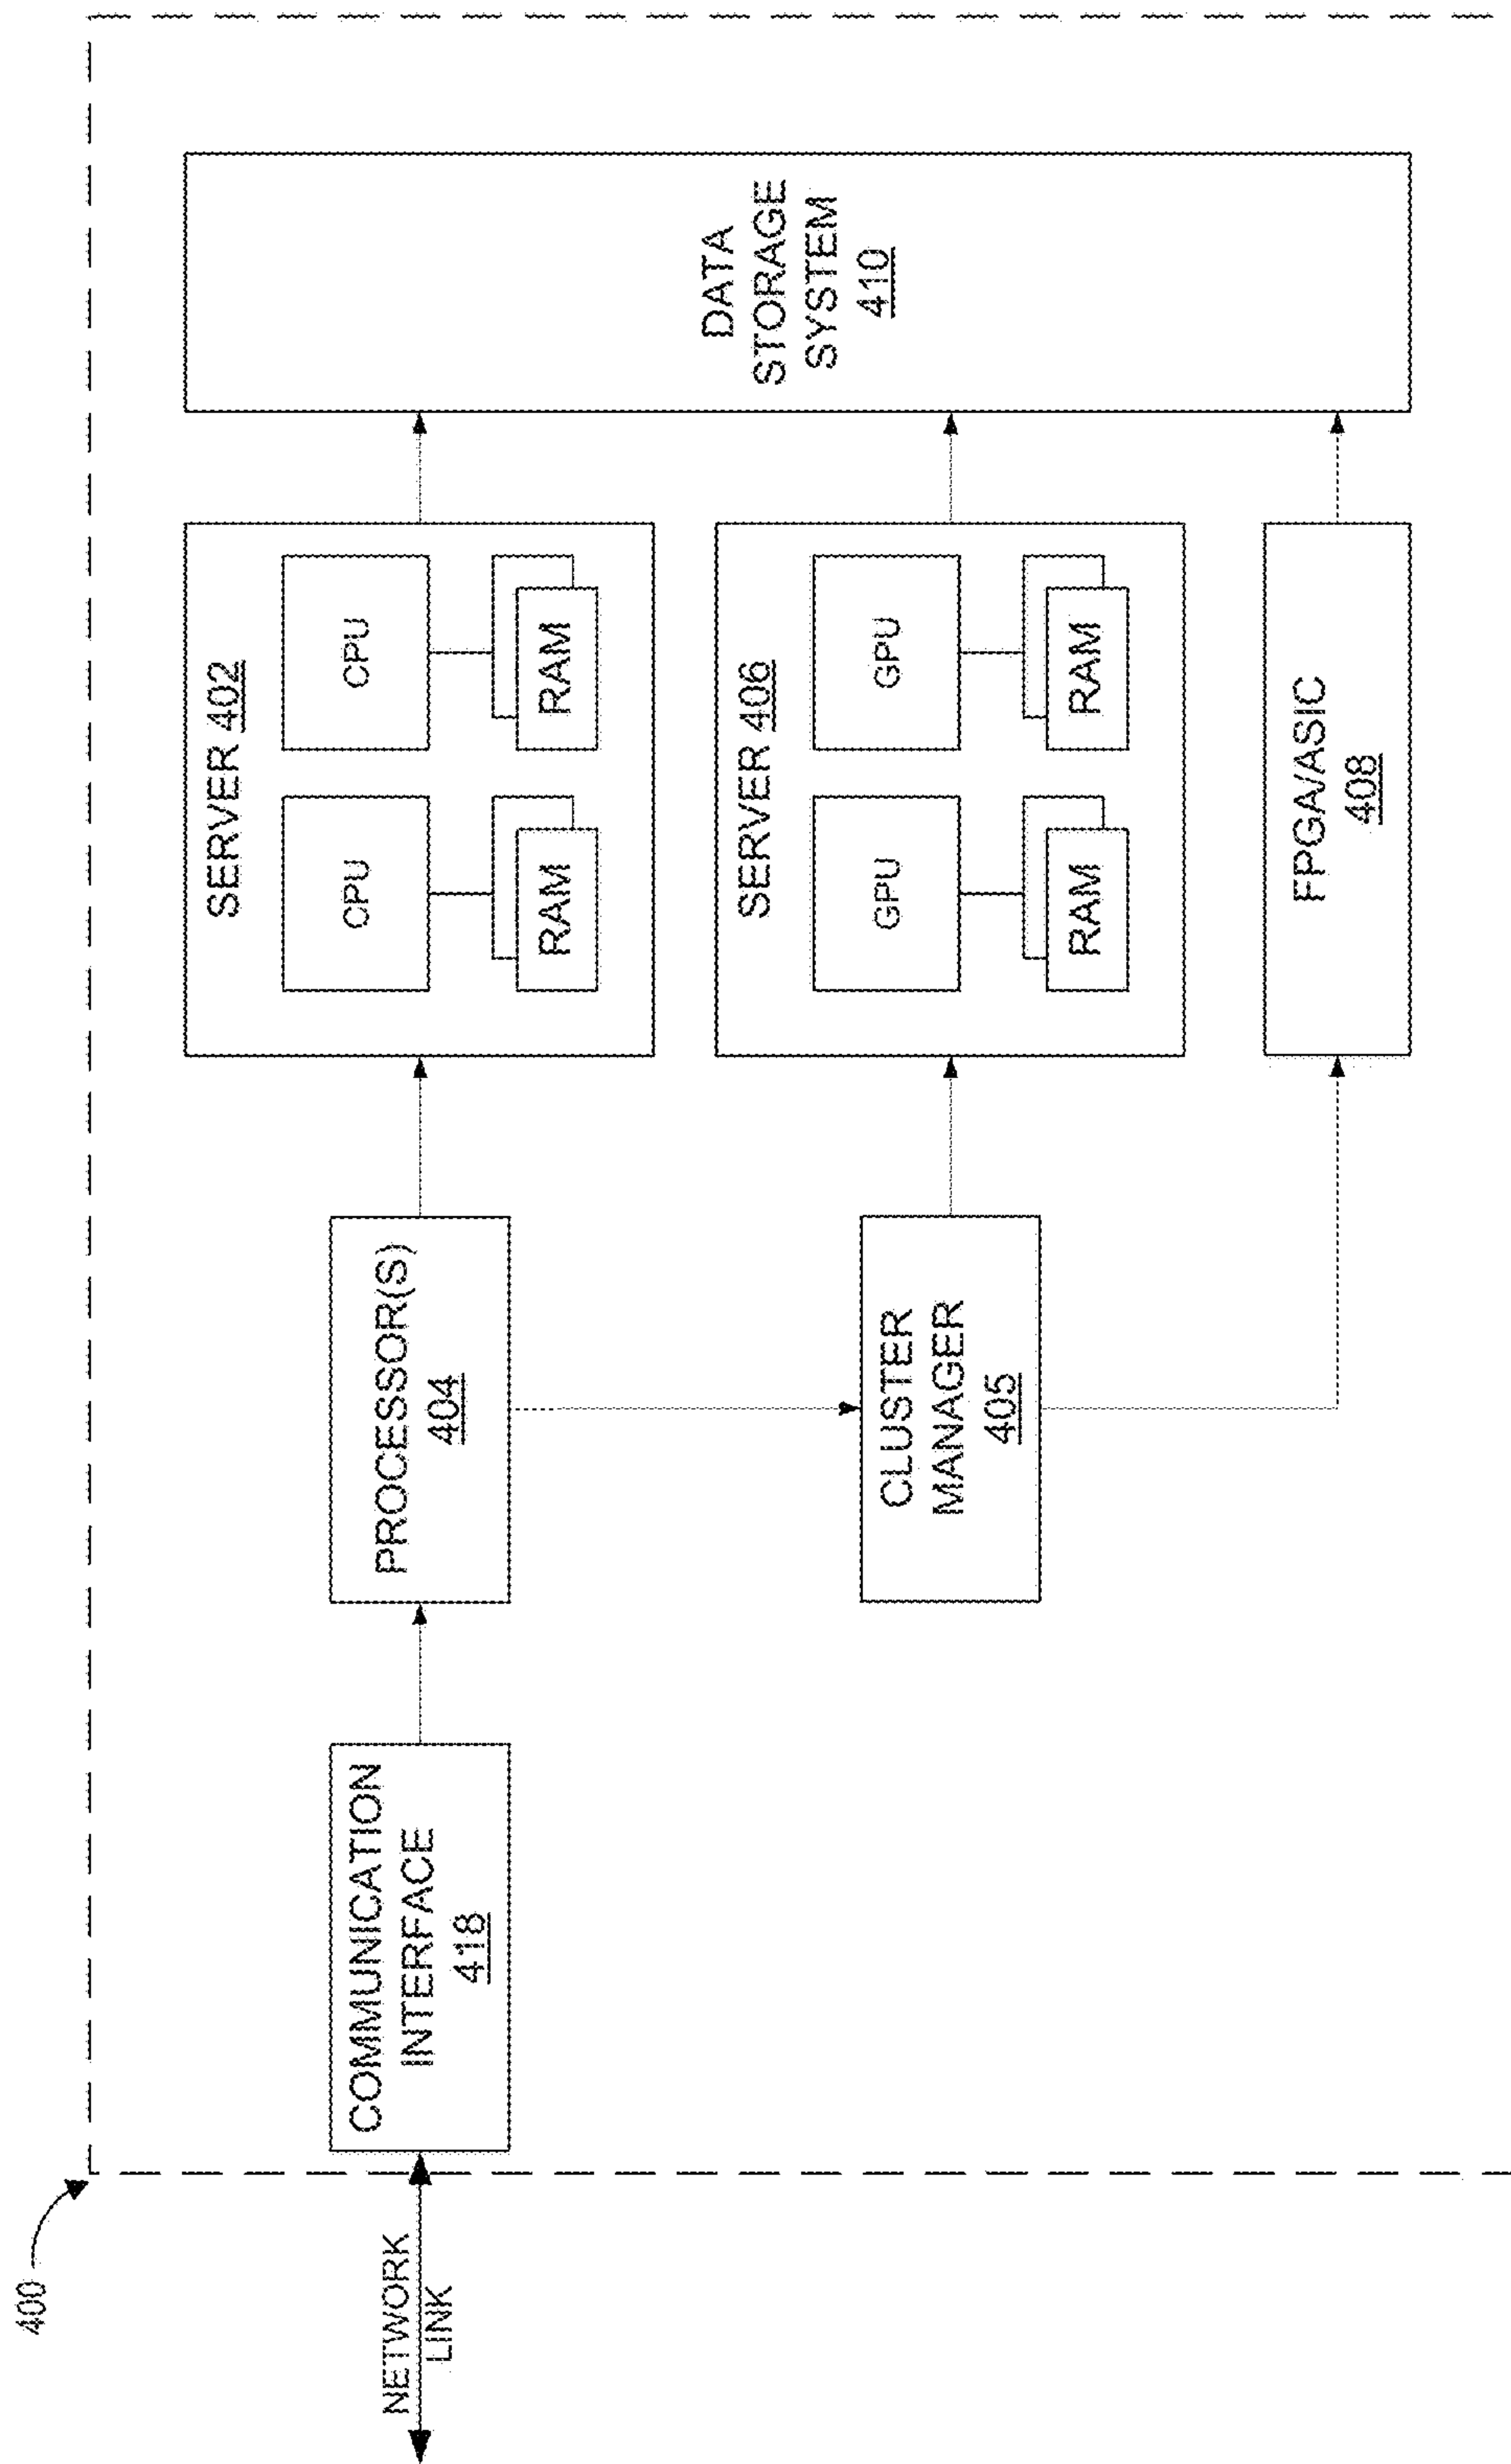 400
NETWORK
LINK
COMMUNICATION
INTERFACE
418
PROCESSOR(S)
404
CLUSTER
MANAGER
405
SERVER 402
CPU
CPU
RAM
RAM
SERVER 406
GPU
GPU
RAM
RAM
FPGA/ASIC
408
DATA
STORAGE
SYSTEM
410